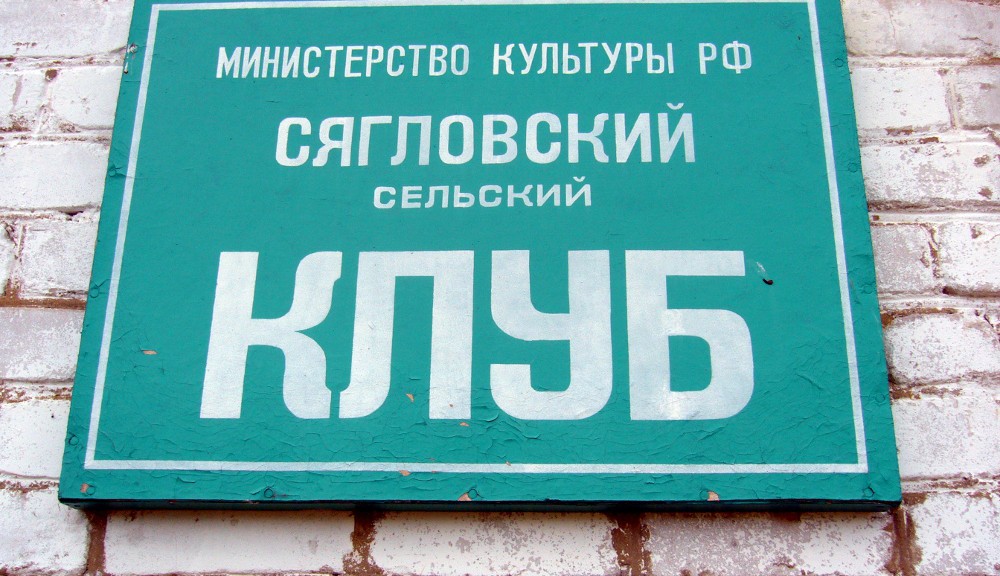 МИНИСТЕРСТВО КУЛЬТУРЫ РФ
СЯГЛОВСКИЙ
СЕЛЬСКИЙ
КЛУБ